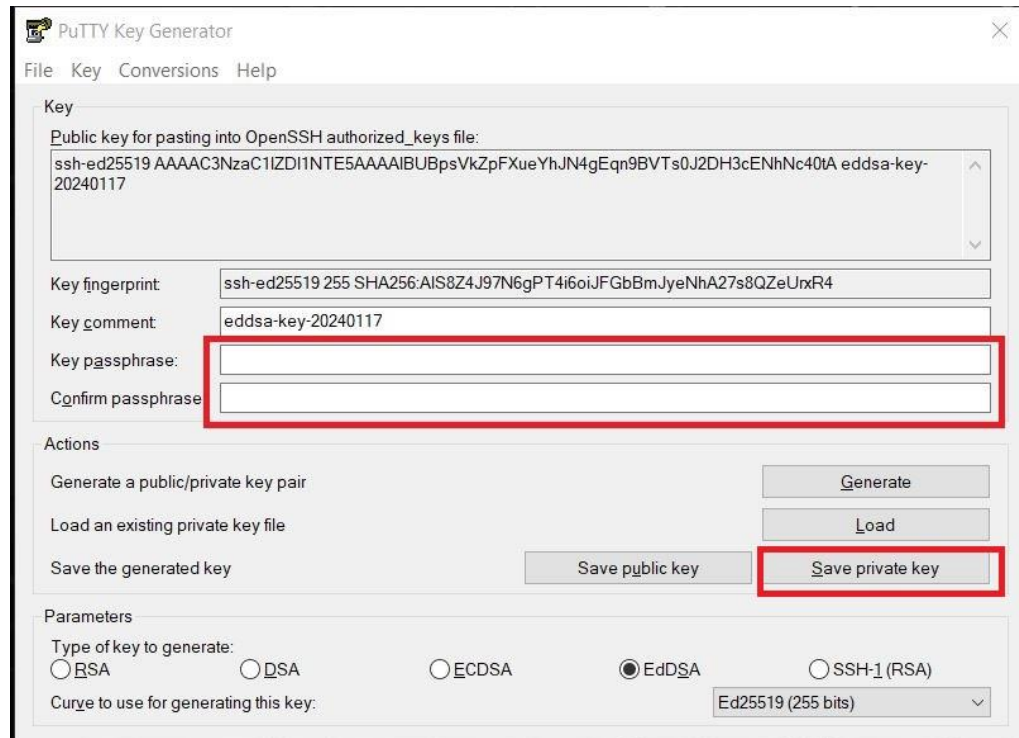 PuTTY Key Generator
File Key Conversions Help
Key
Public key for pasting into OpenSSH authorized_keys file:
ssh-ed25519 AAAAC3NzaC1lZDI1NTE5AAAAIBUBpsVkZpFXueYhJN4gEqn9BVTs0J2DH3cENhNc40tA eddsa-key-
20240117
Key fingerprint: ssh-ed25519 255 SHA256:AIS8Z4J97N6gPT4i6oiJFGbBmJyeNhA27s8QZeUrxR4
Key comment: eddsa-key-20240117
Key passphrase:
Confirm passphrase
Actions
Generate a public/private key pair Generate
Load an existing private key file Load
Save the generated key Save public key Save private key
Parameters
Type of key to generate:
RSA DSA ECDSA EdDSA SSH-1 (RSA)
Curve to use for generating this key: Ed25519 (255 bits)